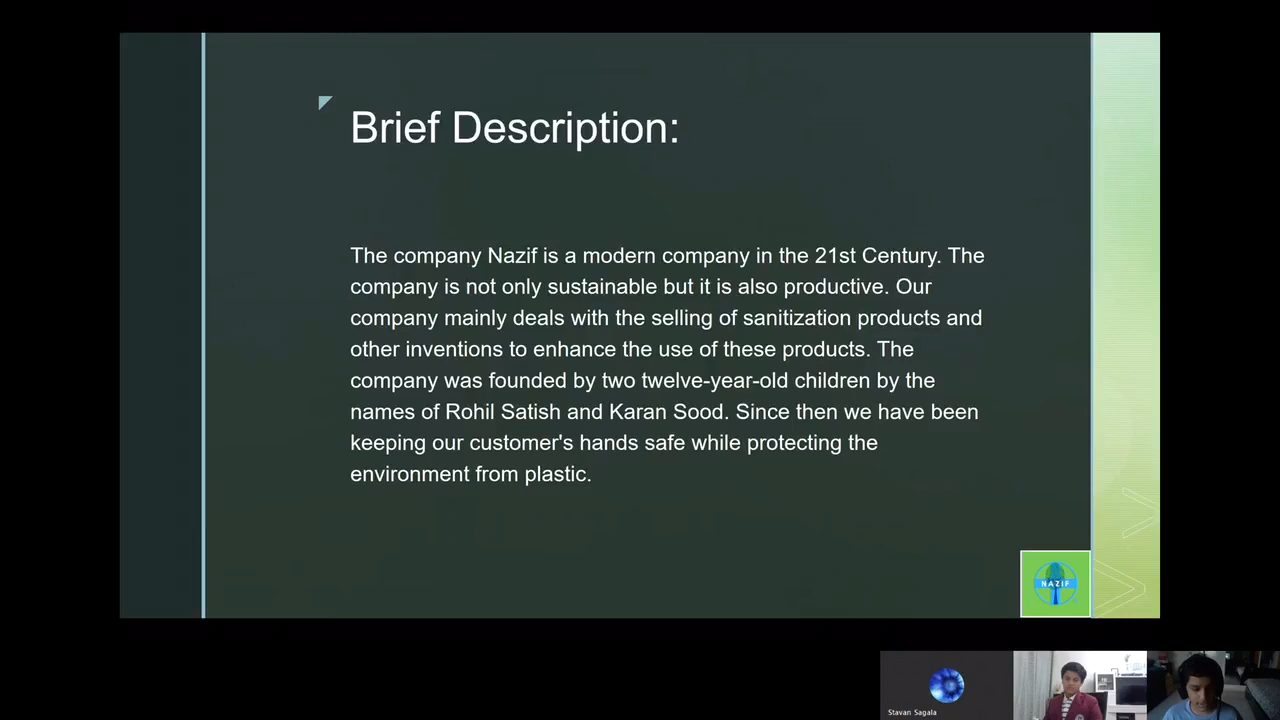 Brief Description:
The company Nazif is a modern company in the 21st Century. The
company is not only sustainable but it is also productive. Our
company mainly deals with the selling of sanitization products and
other inventions to enhance the use of these products. The
company was founded by two twelve-year-old children by the
names of Rohil Satish and Karan Sood. Since then we have been
keeping our customer's hands safe while protecting the
environment from plastic.
NAZIF
Stavan Sagala